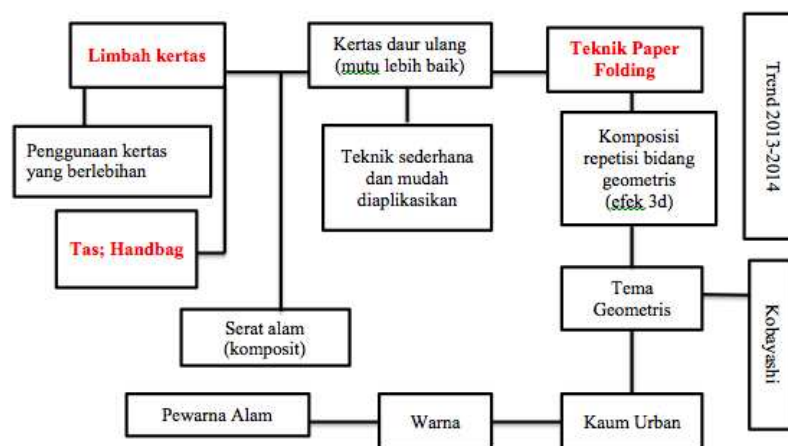 Limbah kertas
Kertas daur ulang
(mutu lebih baik)
Teknik Paper
Folding
Trend 2013-2014
Penggunaan kertas
yang berlebihan
Teknik sederhana
dan mudah
diaplikasikan
Komposisi
repetisi bidang
geometris
(efek 3d)
Tas; Handbag
Tema
Geometris
Kobayashi
Serat alam
(komposit)
Pewarna Alam
Warna
Kaum Urban